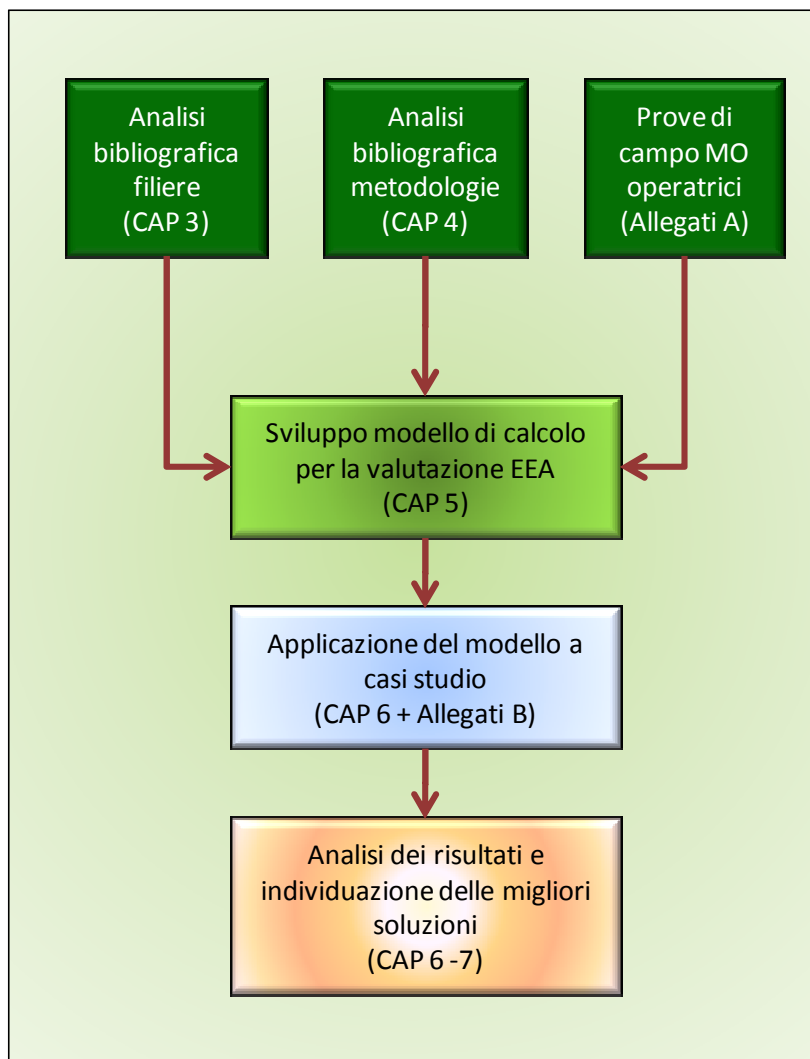 Analisi
bibliografica
filiere
(CAP 3)
Analisi
bibliografica
metodologie
(CAP 4)
Prove di
campo MO
operatrici
(Allegati A)
Sviluppo modello di calcolo
per la valutazione EEA
(CAP 5)
Applicazione del modello a
casi studio
(CAP 6 + Allegati B)
Analisi dei risultati e
individuazione delle migliori
soluzioni
(CAP 6 -7)